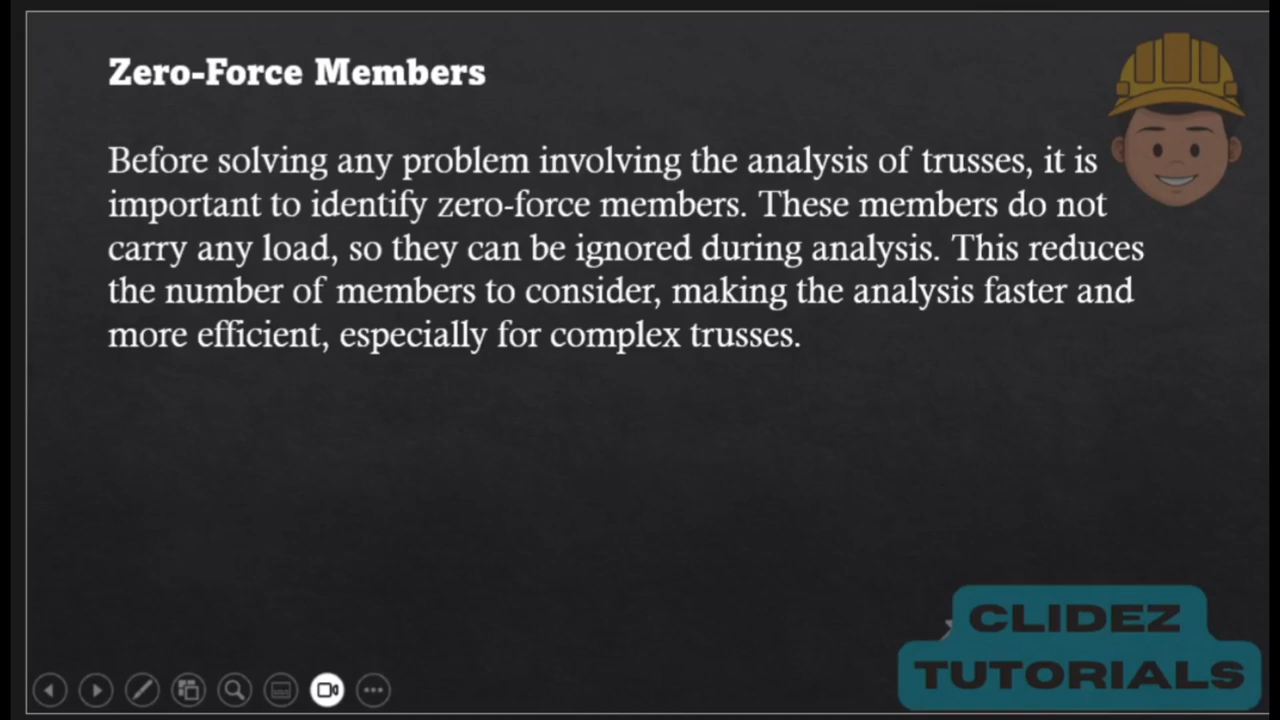 Zero-Force Members
Before solving any problem involving the analysis of trusses, it is
important to identify zero-force members. These members do not
carry any load, so they can be ignored during analysis. This reduces
the number of members to consider, making the analysis faster and
more efficient, especially for complex trusses.
CLIDEZ
TUTORIALS